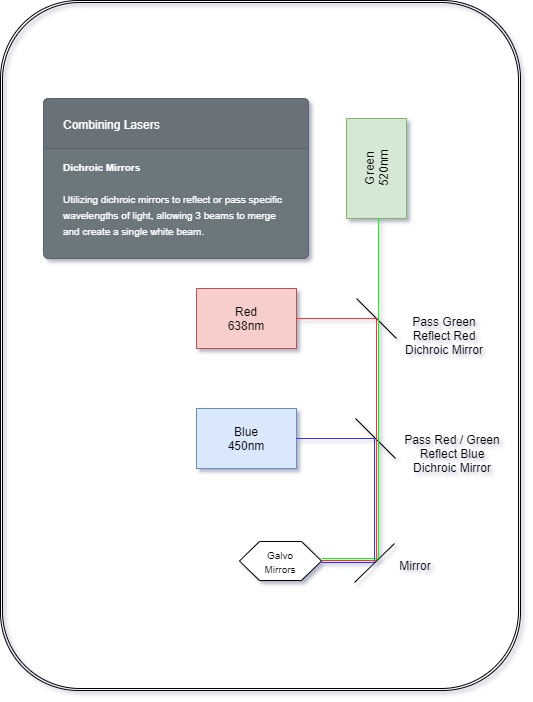 Combining Lasers
Dichroic Mirrors
Utilizing dichroic mirrors to reflect or pass specific
wavelengths of light, allowing 3 beams to merge
and create a single white beam.
Green
520nm
Red
638nm
Pass Green
Reflect Red
Dichroic Mirror
Blue
450nm
Pass Red / Green
Reflect Blue
Dichroic Mirror
Galvo
Mirrors
Mirror